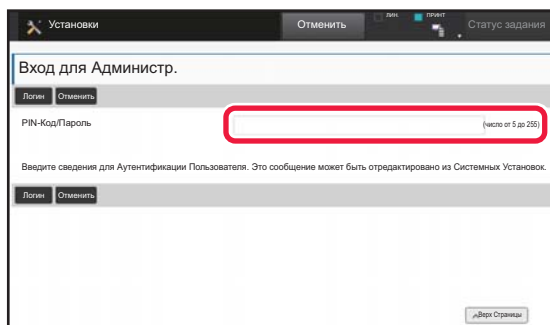 Установки Отменить ЛИН. ПРИНТ Статус задания
Вход для Администр.
Логин Отменить
PIN-Код/Пароль (число от 5 до 255)
Введите сведения для Аутентификации Пользователя. Это сообщение может быть отредактировано из Системных Установок.
Логин Отменить
Верх Страницы